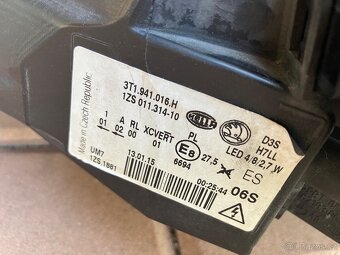 3T1.941.016.H
1ZS 011.314-10
HELLA
D3S
H7LL
LED 4,8/2,7 W
1 A RL XCVERT PL
01 02 00 01 E8 27,5
6694
ES
UM7 13.01.15
1ZS.1881
00:25:44 06S
Made in Czech Republic